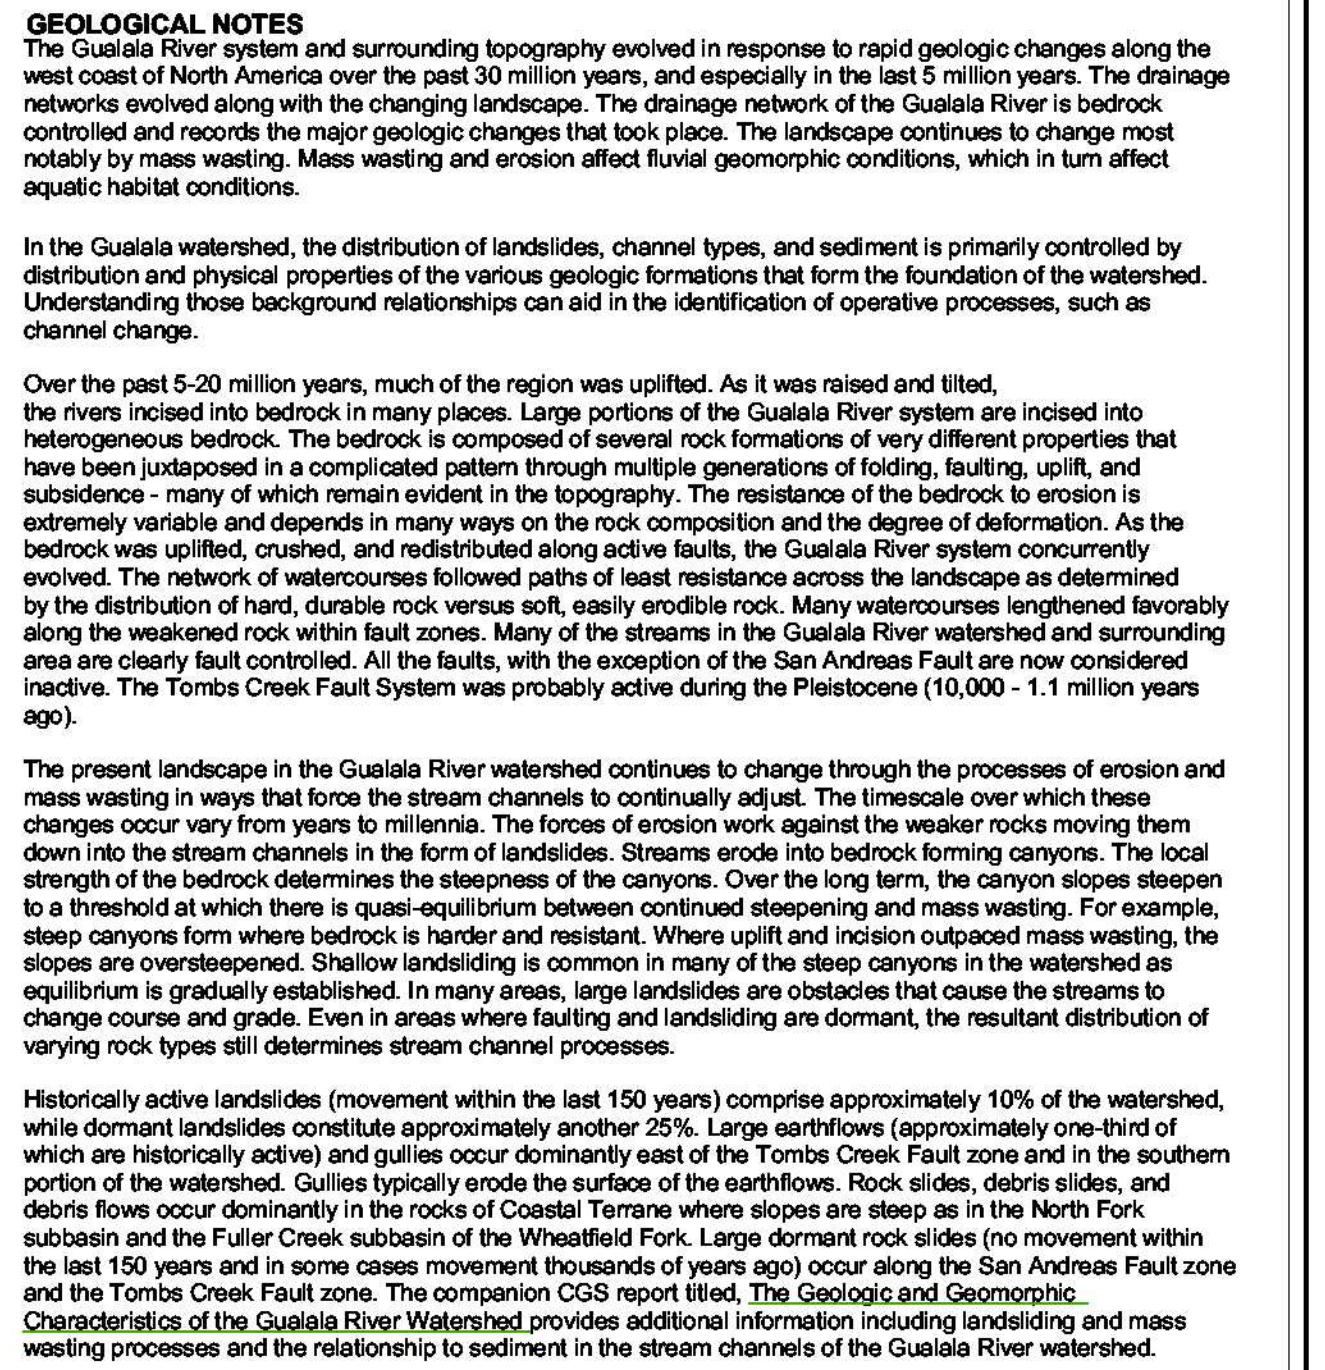 GEOLOGICAL NOTES
The Gualala River system and surrounding topography evolved in response to rapid geologic changes along the
west coast of North America over the past 30 million years, and especially in the last 5 million years. The drainage
networks evolved along with the changing landscape. The drainage network of the Gualala River is bedrock
controlled and records the major geologic changes that took place. The landscape continues to change most
notably by mass wasting. Mass wasting and erosion affect fluvial geomorphic conditions, which in turn affect
aquatic habitat conditions.
In the Gualala watershed, the distribution of landslides, channel types, and sediment is primarily controlled by
distribution and physical properties of the various geologic formations that form the foundation of the watershed.
Understanding those background relationships can aid in the identification of operative processes, such as
channel change.
Over the past 5-20 million years, much of the region was uplifted. As it was raised and tilted,
the rivers incised into bedrock in many places. Large portions of the Gualala River system are incised into
heterogeneous bedrock. The bedrock is composed of several rock formations of very different properties that
have been juxtaposed in a complicated pattern through multiple generations of folding, faulting, uplift, and
subsidence - many of which remain evident in the topography. The resistance of the bedrock to erosion is
extremely variable and depends in many ways on the rock composition and the degree of deformation. As the
bedrock was uplifted, crushed, and redistributed along active faults, the Gualala River system concurrently
evolved. The network of watercourses followed paths of least resistance across the landscape as determined
by the distribution of hard, durable rock versus soft, easily erodible rock. Many watercourses lengthened favorably
along the weakened rock within fault zones. Many of the streams in the Gualala River watershed and surrounding
area are clearly fault controlled. All the faults, with the exception of the San Andreas Fault are now considered
inactive. The Tombs Creek Fault System was probably active during the Pleistocene (10,000 - 1.1 million years
ago).
The present landscape in the Gualala River watershed continues to change through the processes of erosion and
mass wasting in ways that force the stream channels to continually adjust. The timescale over which these
changes occur vary from years to millennia. The forces of erosion work against the weaker rocks moving them
down into the stream channels in the form of landslides. Streams erode into bedrock forming canyons. The local
strength of the bedrock determines the steepness of the canyons. Over the long term, the canyon slopes steepen
to a threshold at which there is quasi-equilibrium between continued steepening and mass wasting. For example,
steep canyons form where bedrock is harder and resistant. Where uplift and incision outpaced mass wasting, the
slopes are oversteepened. Shallow landsliding is common in many of the steep canyons in the watershed as
equilibrium is gradually established. In many areas, large landslides are obstacles that cause the streams to
change course and grade. Even in areas where faulting and landsliding are dormant, the resultant distribution of
varying rock types still determines stream channel processes.
Historically active landslides (movement within the last 150 years) comprise approximately 10% of the watershed,
while dormant landslides constitute approximately another 25%. Large earthflows (approximately one-third of
which are historically active) and gullies occur dominantly east of the Tombs Creek Fault zone and in the southern
portion of the watershed. Gullies typically erode the surface of the earthflows. Rock slides, debris slides, and
debris flows occur dominantly in the rocks of Coastal Terrane where slopes are steep as in the North Fork
subbasin and the Fuller Creek subbasin of the Wheatfield Fork. Large dormant rock slides (no movement within
the last 150 years and in some cases movement thousands of years ago) occur along the San Andreas Fault zone
and the Tombs Creek Fault zone. The companion CGS report titled, The Geologic and Geomorphic
Characteristics of the Gualala River Watershed provides additional information including landsliding and mass
wasting processes and the relationship to sediment in the stream channels of the Gualala River watershed.